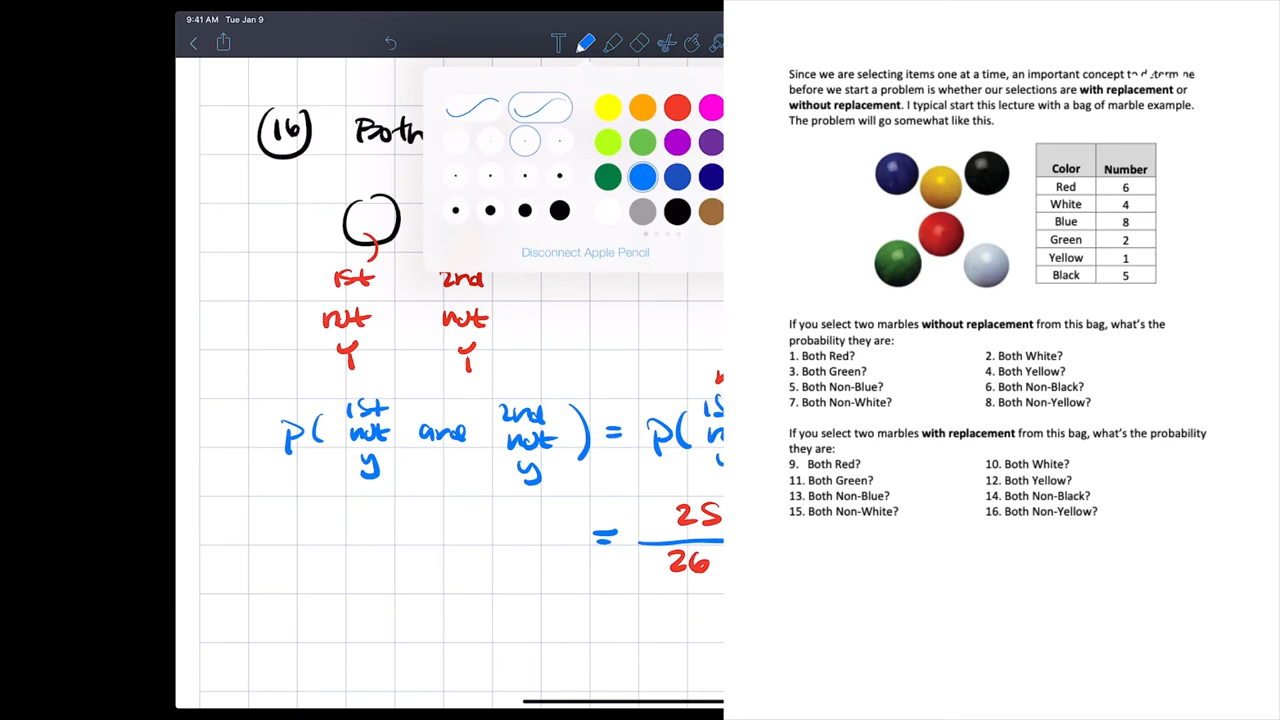 9:41 AM Tue Jan 9
T
(16) Both
Disconnect Apple Pencil
1st 2nd
not not
Y Y
P( 1st not y and 2nd not y ) = P(
= 25
26
Since we are selecting items one at a time, an important concept to determine
before we start a problem is whether our selections are with replacement or
without replacement. I typical start this lecture with a bag of marble example.
The problem will go somewhat like this.
Color Number
Red 6
White 4
Blue 8
Green 2
Yellow 1
Black 5
If you select two marbles without replacement from this bag, what's the
probability they are:
1. Both Red? 2. Both White?
3. Both Green? 4. Both Yellow?
5. Both Non-Blue? 6. Both Non-Black?
7. Both Non-White? 8. Both Non-Yellow?
If you select two marbles with replacement from this bag, what's the probability
they are:
9. Both Red? 10. Both White?
11. Both Green? 12. Both Yellow?
13. Both Non-Blue? 14. Both Non-Black?
15. Both Non-White? 16. Both Non-Yellow?